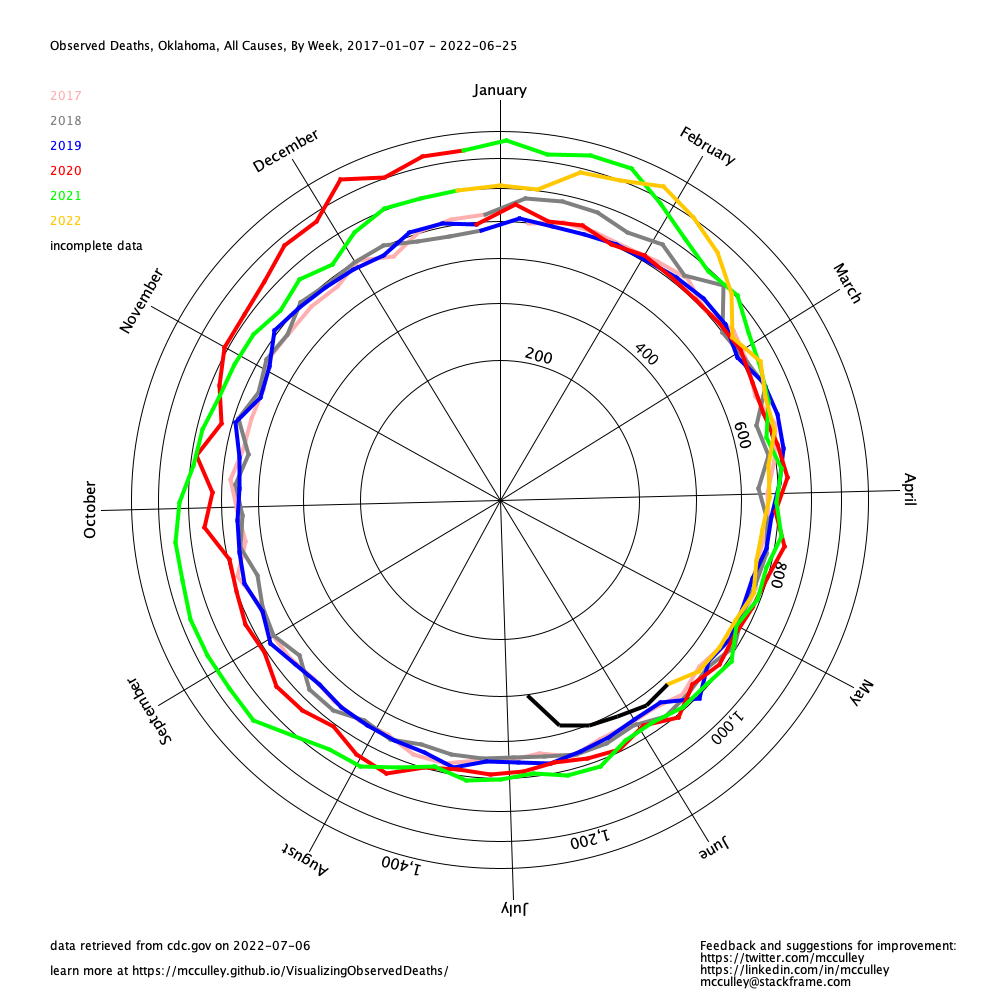 Observed Deaths, Oklahoma, All Causes, By Week, 2017-01-07 - 2022-06-25
January
2017
2018
2019
2020
2021
2022
incomplete data
December
February
November
March
200
400
600
October
April
800
September
May
1,000
1,200
1,400
August
June
July
data retrieved from cdc.gov on 2022-07-06
learn more at https://mcculley.github.io/VisualizingObservedDeaths/
Feedback and suggestions for improvement:
https://twitter.com/mcculley
https://linkedin.com/in/mcculley
mcculley@stackframe.com